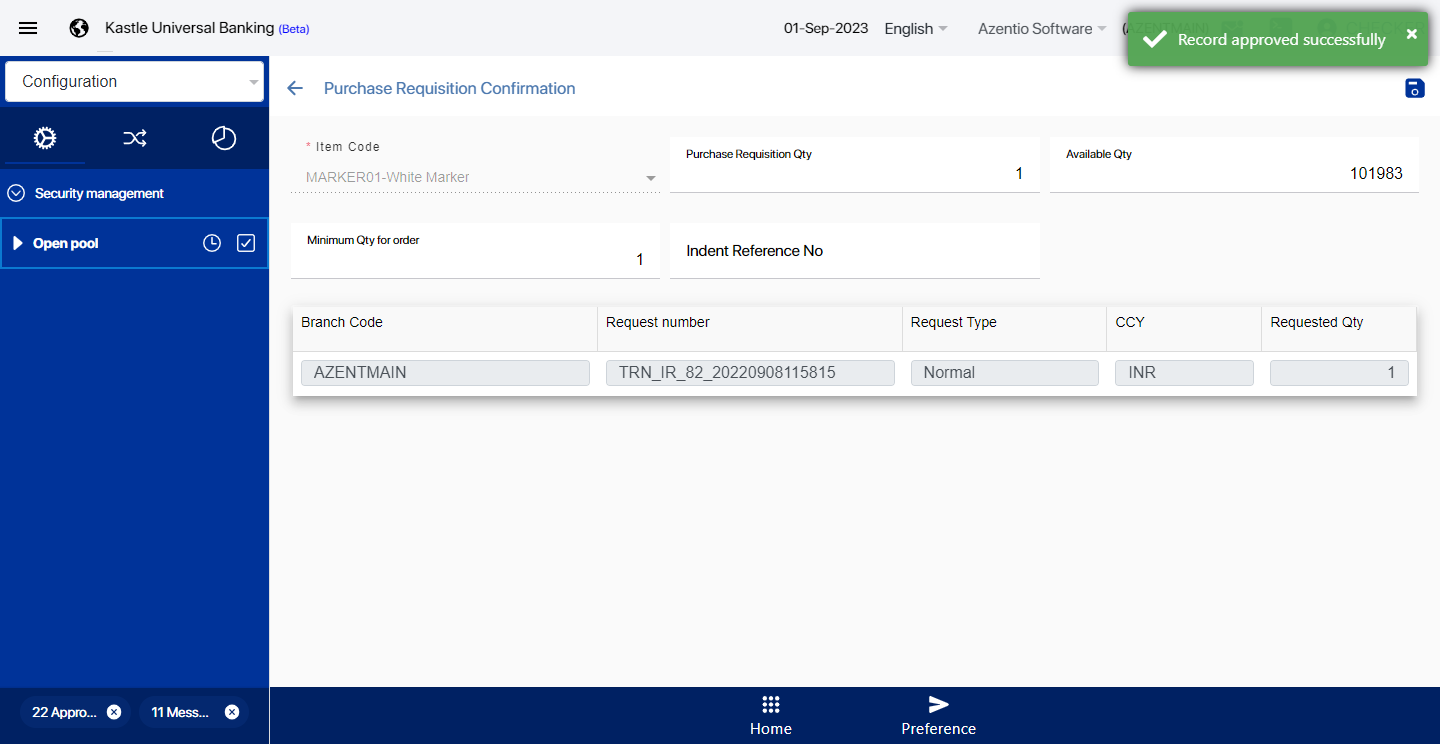 Kastle Universal Banking (Beta)
01-Sep-2023 English Azentio Software
Record approved successfully
Configuration
Purchase Requisition Confirmation
* Item Code
MARKER01-White Marker
Purchase Requisition Qty
1
Available Qty
101983
Security management
Open pool
Minimum Qty for order
1
Indent Reference No
Branch Code Request number Request Type CCY Requested Qty
AZENTMAIN TRN_IR_82_20220908115815 Normal INR 1
22 Appro... 11 Mess...
Home Preference